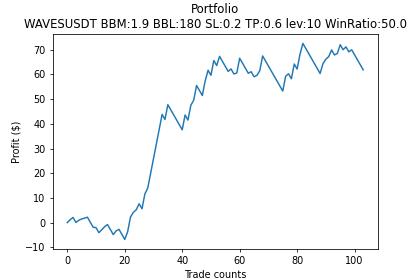 Portfolio
WAVESUSDT BBM:1.9 BBL:180 SL:0.2 TP:0.6 lev:10 WinRatio:50.0
70
60
50
40
30
20
10
0
−10
Profit ($)
0 20 40 60 80 100
Trade counts